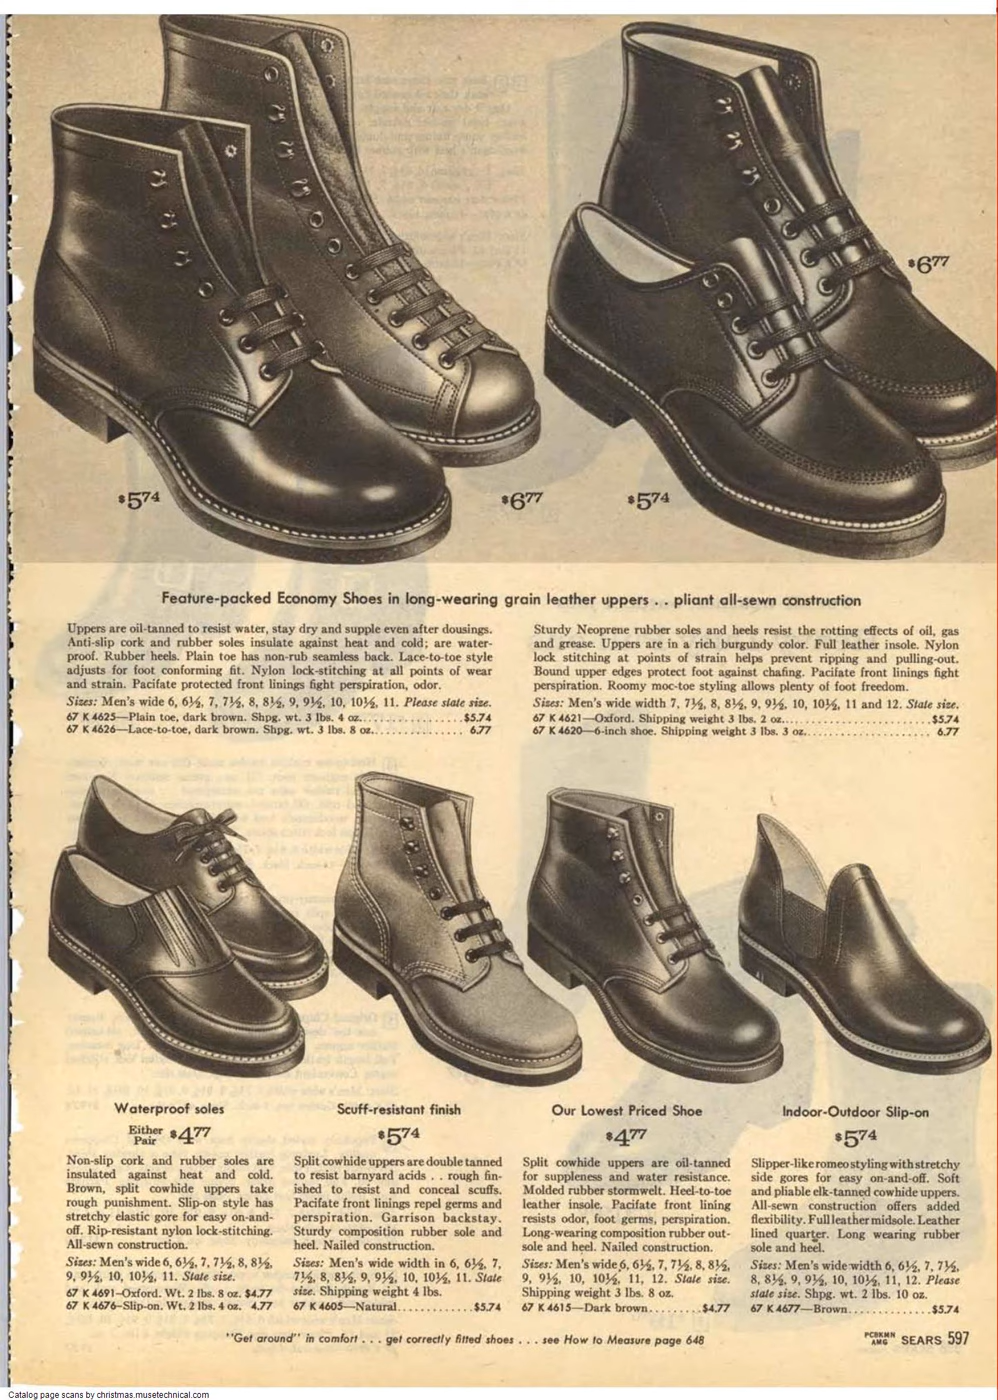 $6.77
$5.74
$6.77
$5.74
Feature-packed Economy Shoes in long-wearing grain leather uppers . . pliant all-sewn construction
Uppers are oil-tanned to resist water, stay dry and supple even after dousings.
Anti-slip cork and rubber soles insulate against heat and cold; are water-
proof. Rubber heels. Plain toe has non-rub seamless back. Lace-to-toe style
adjusts for foot conforming fit. Nylon lock-stitching at all points of wear
and strain. Pacifate protected front linings fight perspiration, odor.
Sizes: Men's wide 6, 6½, 7, 7½, 8, 8½, 9, 9½, 10, 10½, 11. Please state size.
67 K 4625—Plain toe, dark brown. Shpg. wt. 3 lbs. 4 oz. . . . . . . . . . . . . . . . $5.74
67 K 4626—Lace-to-toe, dark brown. Shpg. wt. 3 lbs. 8 oz. . . . . . . . . . . . . . . . 6.77
Sturdy Neoprene rubber soles and heels resist the rotting effects of oil, gas
and grease. Uppers are in a rich burgundy color. Full leather insole. Nylon
lock stitching at points of strain helps prevent ripping and pulling-out.
Bound upper edges protect foot against chafing. Pacifate front linings fight
perspiration. Roomy moc-toe styling allows plenty of foot freedom.
Sizes: Men's wide width 7, 7½, 8, 8½, 9, 9½, 10, 10½, 11 and 12. State size.
67 K 4621—Oxford. Shipping weight 3 lbs. 2 oz. . . . . . . . . . . . . . . . . . . . . . $5.74
67 K 4620—6-inch shoe. Shipping weight 3 lbs. 3 oz. . . . . . . . . . . . . . . . . . . 6.77
Waterproof soles
Either Pair $4.77
Non-slip cork and rubber soles are
insulated against heat and cold.
Brown, split cowhide uppers take
rough punishment. Slip-on style has
stretchy elastic gore for easy on-and-
off. Rip-resistant nylon lock-stitching.
All-sewn construction.
Sizes: Men's wide 6, 6½, 7, 7½, 8, 8½,
9, 9½, 10, 10½, 11. State size.
67 K 4691–Oxford. Wt. 2 lbs. 8 oz. $4.77
67 K 4676–Slip-on. Wt. 2 lbs. 4 oz. 4.77
Scuff-resistant finish
$5.74
Split cowhide uppers are double tanned
to resist barnyard acids . . rough fin-
ished to resist and conceal scuffs.
Pacifate front linings repel germs and
perspiration. Garrison backstay.
Sturdy composition rubber sole and
heel. Nailed construction.
Sizes: Men's wide width in 6, 6½, 7,
7½, 8, 8½, 9, 9½, 10, 10½, 11. State
size. Shipping weight 4 lbs.
67 K 4605—Natural. . . . . . . . . . . . $5.74
Our Lowest Priced Shoe
$4.77
Split cowhide uppers are oil-tanned
for suppleness and water resistance.
Molded rubber stormwelt. Heel-to-toe
leather insole. Pacifate front lining
resists odor, foot germs, perspiration.
Long-wearing composition rubber out-
sole and heel. Nailed construction.
Sizes: Men's wide 6, 6½, 7, 7½, 8, 8½,
9, 9½, 10, 10½, 11, 12. State size.
Shipping weight 3 lbs. 8 oz.
67 K 4615—Dark brown. . . . . . . . $4.77
Indoor-Outdoor Slip-on
$5.74
Slipper-like romeo styling with stretchy
side gores for easy on-and-off. Soft
and pliable elk-tanned cowhide uppers.
All-sewn construction offers added
flexibility. Full leather midsole. Leather
lined quarter. Long wearing rubber
sole and heel.
Sizes: Men's wide width 6, 6½, 7, 7½,
8, 8½, 9, 9½, 10, 10½, 11, 12. Please
state size. Shpg. wt. 2 lbs. 10 oz.
67 K 4677—Brown. . . . . . . . . . . . $5.74
"Get around" in comfort . . . get correctly fitted shoes . . . see How to Measure page 648
PCBKMN AMG SEARS 597
Catalog page scans by christmas.musetechnical.com